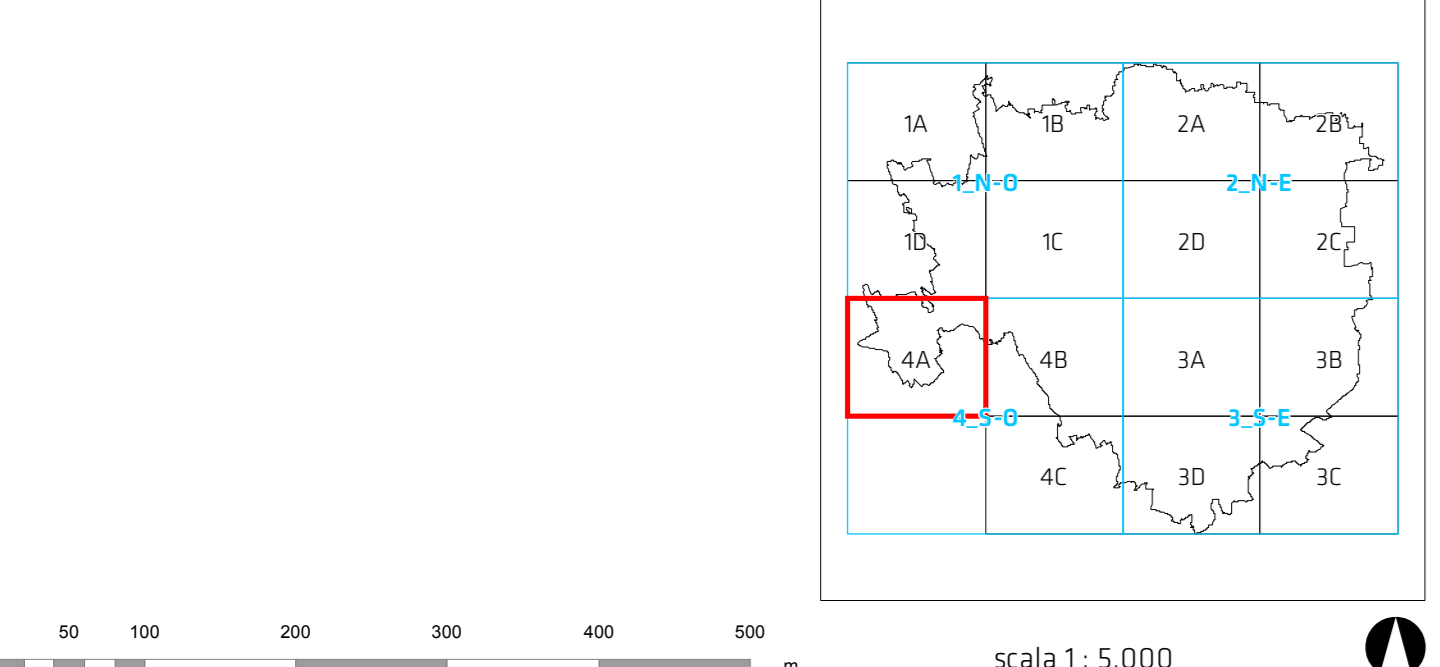 1A 1B 2A 2B
1_N-O 2_N-E
1D 1C 2D 2C
4A 4B 3A 3B
4_S-O 3_S-E
4C 3D 3C
50 100 200 300 400 500
m
scala 1 : 5.000